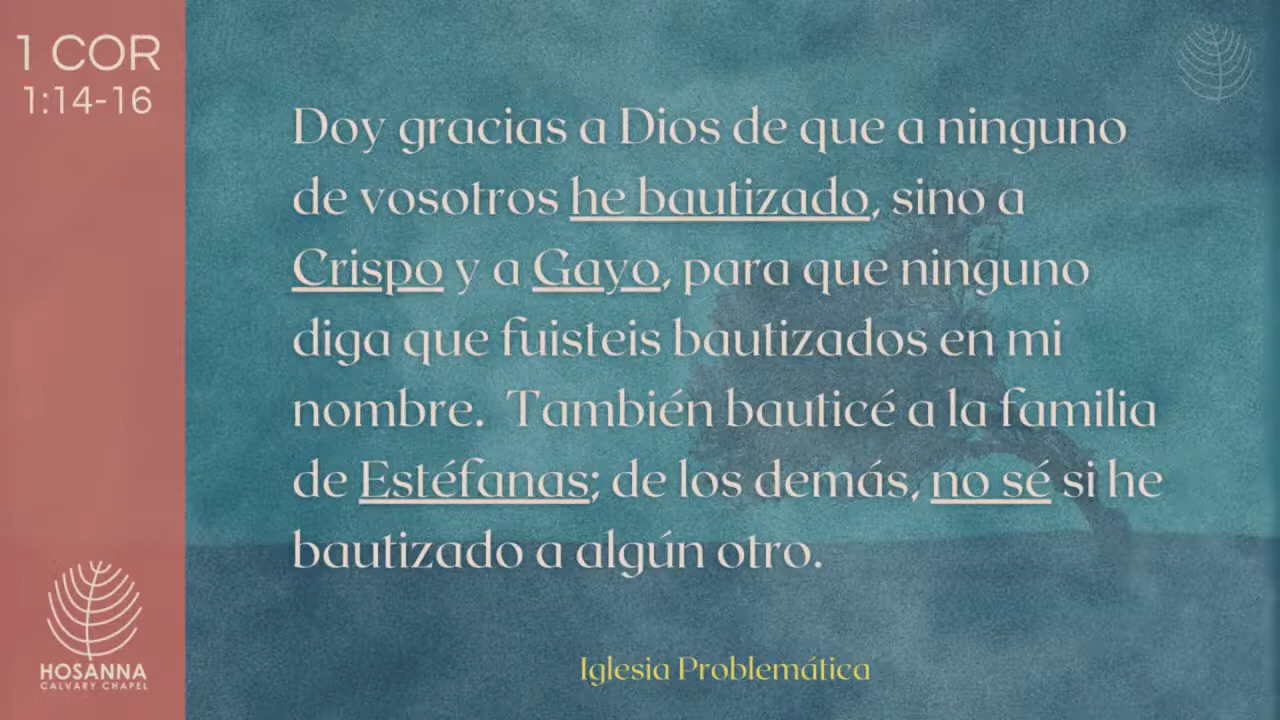 1 COR
1:14-16
Doy gracias a Dios de que a ninguno
de vosotros he bautizado, sino a
Crispo y a Gayo, para que ninguno
diga que fuisteis bautizados en mi
nombre.  También bauticé a la familia
de Estéfanas; de los demás, no sé si he
bautizado a algún otro.
Iglesia Problemática
HOSANNA
CALVARY CHAPEL